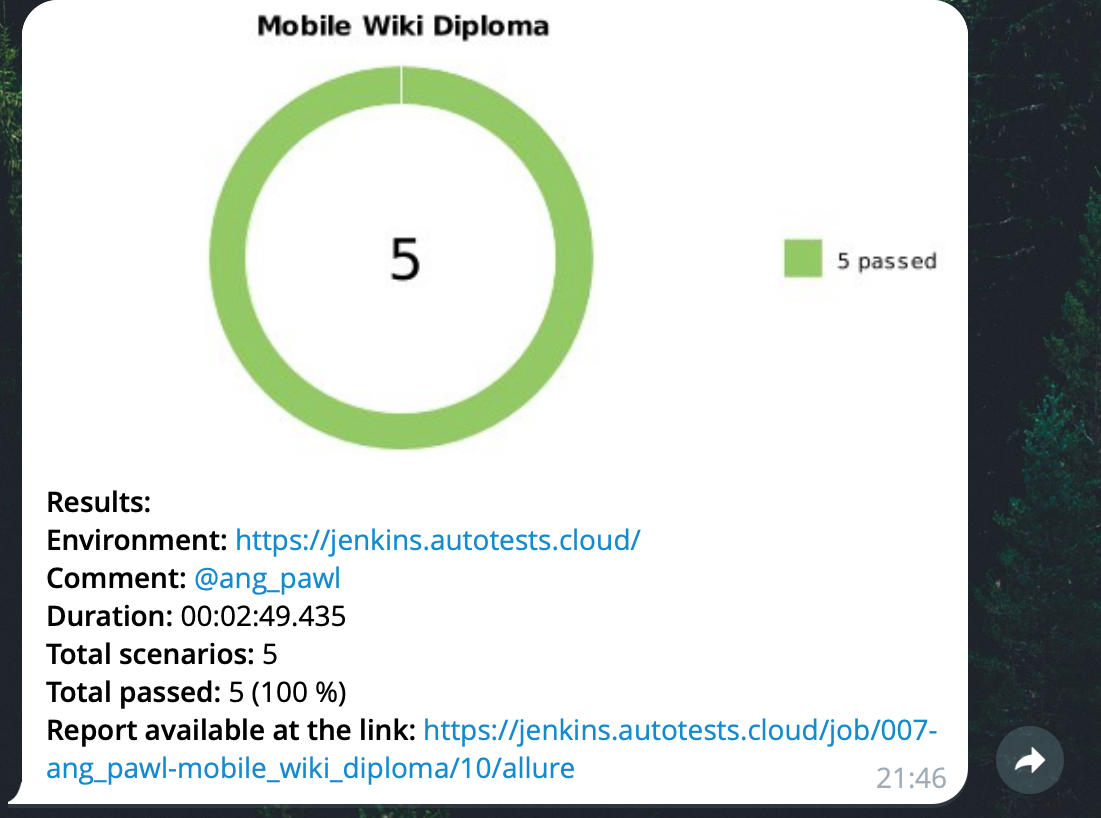 Mobile Wiki Diploma
5
5 passed
Results:
Environment: https://jenkins.autotests.cloud/
Comment: @ang_pawl
Duration: 00:02:49.435
Total scenarios: 5
Total passed: 5 (100 %)
Report available at the link: https://jenkins.autotests.cloud/job/007-
ang_pawl-mobile_wiki_diploma/10/allure
21:46